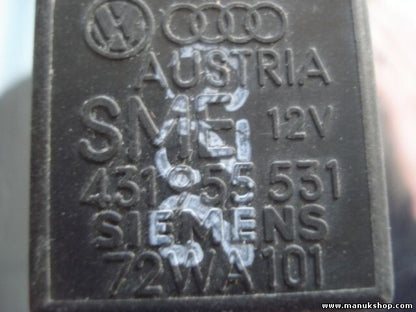 AUSTRIA
SME 12V
431 955 531
SIEMENS
72WA101
www.manukshop.com